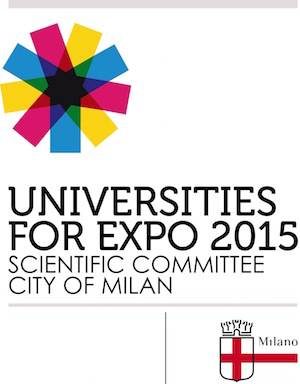 UNIVERSITIES
FOR EXPO 2015
SCIENTIFIC COMMITTEE
CITY OF MILAN
Milano